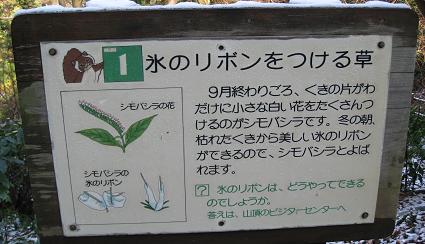 1 氷のリボンをつける草
シモバシラの花
シモバシラの
氷のリボン
9月終わりごろ、くきの片がわ
だけに小さな白い花をたくさんつ
けるのがシモバシラです。冬の朝、
枯れたくきから美しい氷のリボン
ができるので、シモバシラとよば
れます。
? 氷のリボンは、どうやってできる
のでしょうか。
答えは、山頂のビジターセンターへ